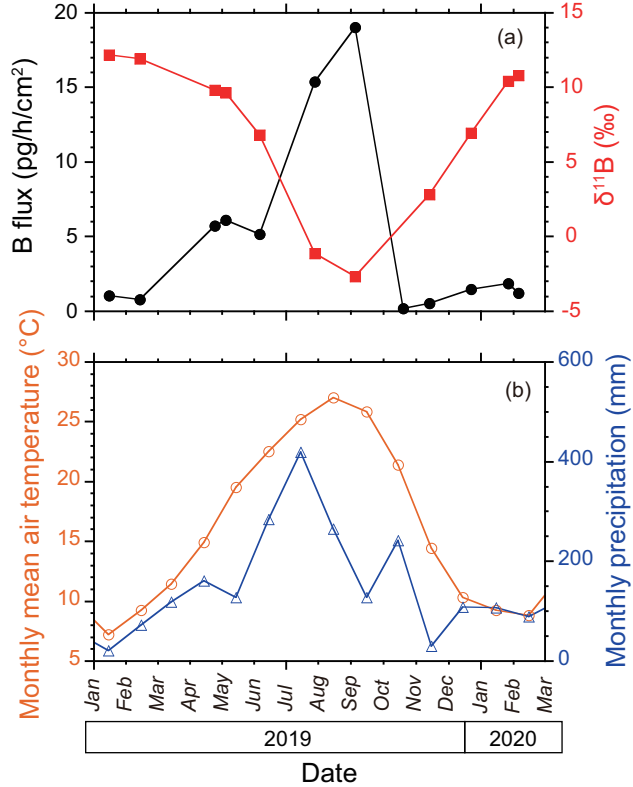 (a)
B flux (pg/h/cm²)
20
15
10
5
0
δ¹¹B (‰)
15
10
5
0
-5
(b)
Monthly mean air temperature (°C)
30
25
20
15
10
5
Monthly precipitation (mm)
600
400
200
0
Jan Feb Mar Apr May Jun Jul Aug Sep Oct Nov Dec Jan Feb Mar
2019 2020
Date